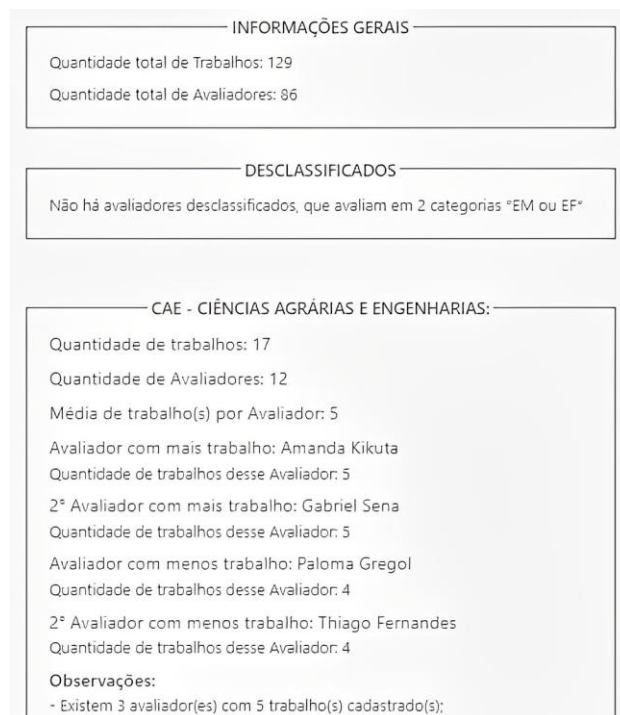 INFORMAÇÕES GERAIS
Quantidade total de Trabalhos: 129
Quantidade total de Avaliadores: 86
DESCLASSIFICADOS
Não há avaliadores desclassificados, que avaliam em 2 categorias "EM ou EF"
CAE - CIÊNCIAS AGRÁRIAS E ENGENHARIAS:
Quantidade de trabalhos: 17
Quantidade de Avaliadores: 12
Média de trabalho(s) por Avaliador: 5
Avaliador com mais trabalho: Amanda Kikuta
Quantidade de trabalhos desse Avaliador: 5
2° Avaliador com mais trabalho: Gabriel Sena
Quantidade de trabalhos desse Avaliador: 5
Avaliador com menos trabalho: Paloma Gregol
Quantidade de trabalhos desse Avaliador: 4
2° Avaliador com menos trabalho: Thiago Fernandes
Quantidade de trabalhos desse Avaliador: 4
Observações:
- Existem 3 avaliador(es) com 5 trabalho(s) cadastrado(s);